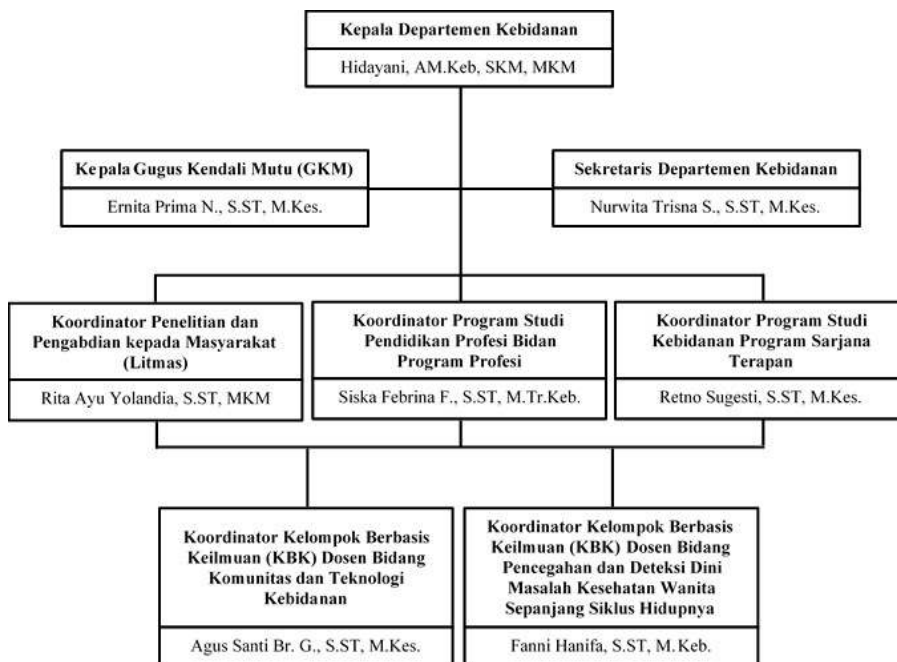 Kepala Departemen Kebidanan
Hidayani, AM.Keb, SKM, MKM
Kepala Gugus Kendali Mutu (GKM)
Ernita Prima N., S.ST, M.Kes.
Sekretaris Departemen Kebidanan
Nurwita Trisna S., S.ST, M.Kes.
Koordinator Penelitian dan
Pengabdian kepada Masyarakat
(Litmas)
Rita Ayu Yolandia, S.ST, MKM
Koordinator Program Studi
Pendidikan Profesi Bidan
Program Profesi
Siska Febrina F., S.ST, M.Tr.Keb.
Koordinator Program Studi
Kebidanan Program Sarjana
Terapan
Retno Sugesti, S.ST, M.Kes.
Koordinator Kelompok Berbasis
Keilmuan (KBK) Dosen Bidang
Komunitas dan Teknologi
Kebidanan
Agus Santi Br. G., S.ST, M.Kes.
Koordinator Kelompok Berbasis
Keilmuan (KBK) Dosen Bidang
Pencegahan dan Deteksi Dini
Masalah Kesehatan Wanita
Sepanjang Siklus Hidupnya
Fanni Hanifa, S.ST, M.Keb.